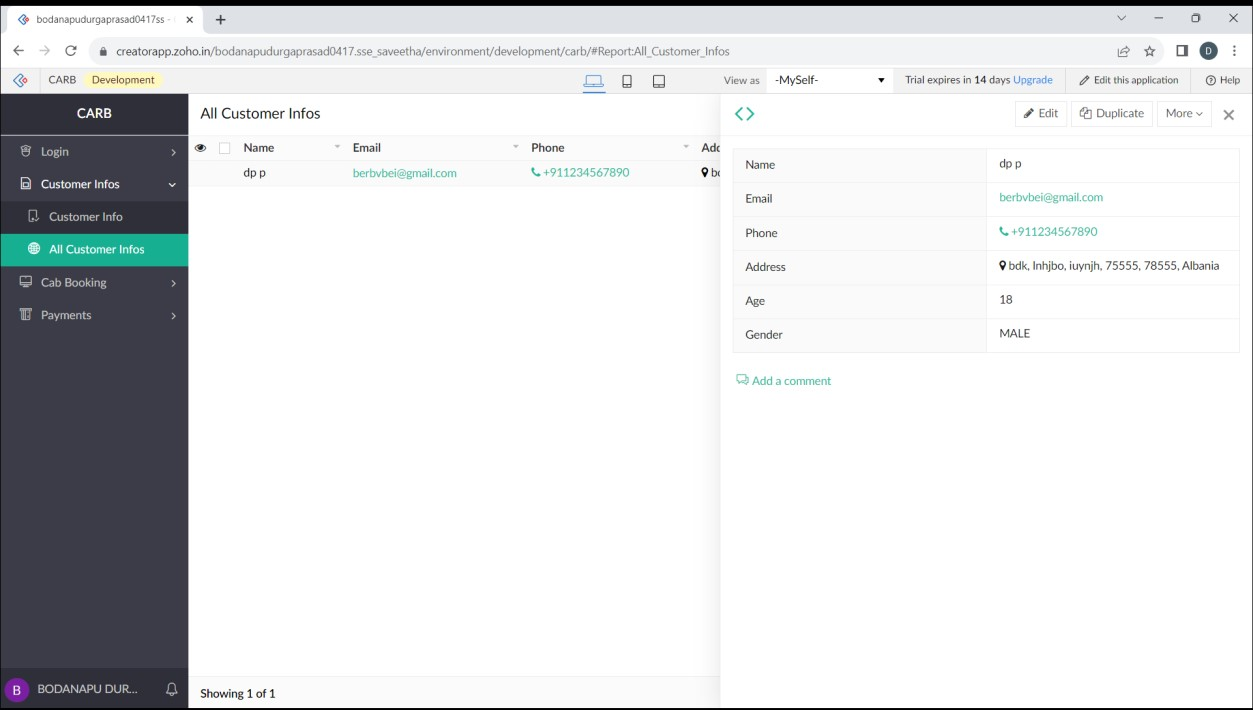 bodanapudurgaprasad0417ss -
creatorapp.zoho.in/bodanapudurgaprasad0417.sse_saveetha/environment/development/carb/#Report:All_Customer_Infos
D
CARB Development
View as -MySelf-
Trial expires in 14 days Upgrade
Edit this application
Help
CARB
Login
Customer Infos
Customer Info
All Customer Infos
Cab Booking
Payments
B BODANAPU DUR...
All Customer Infos
Name Email Phone
dp p berbvbei@gmail.com +911234567890
Showing 1 of 1
Edit Duplicate More
Name dp p
Email berbvbei@gmail.com
Phone +911234567890
Address bdk, lnhjbo, iuynjh, 75555, 78555, Albania
Age 18
Gender MALE
Add a comment